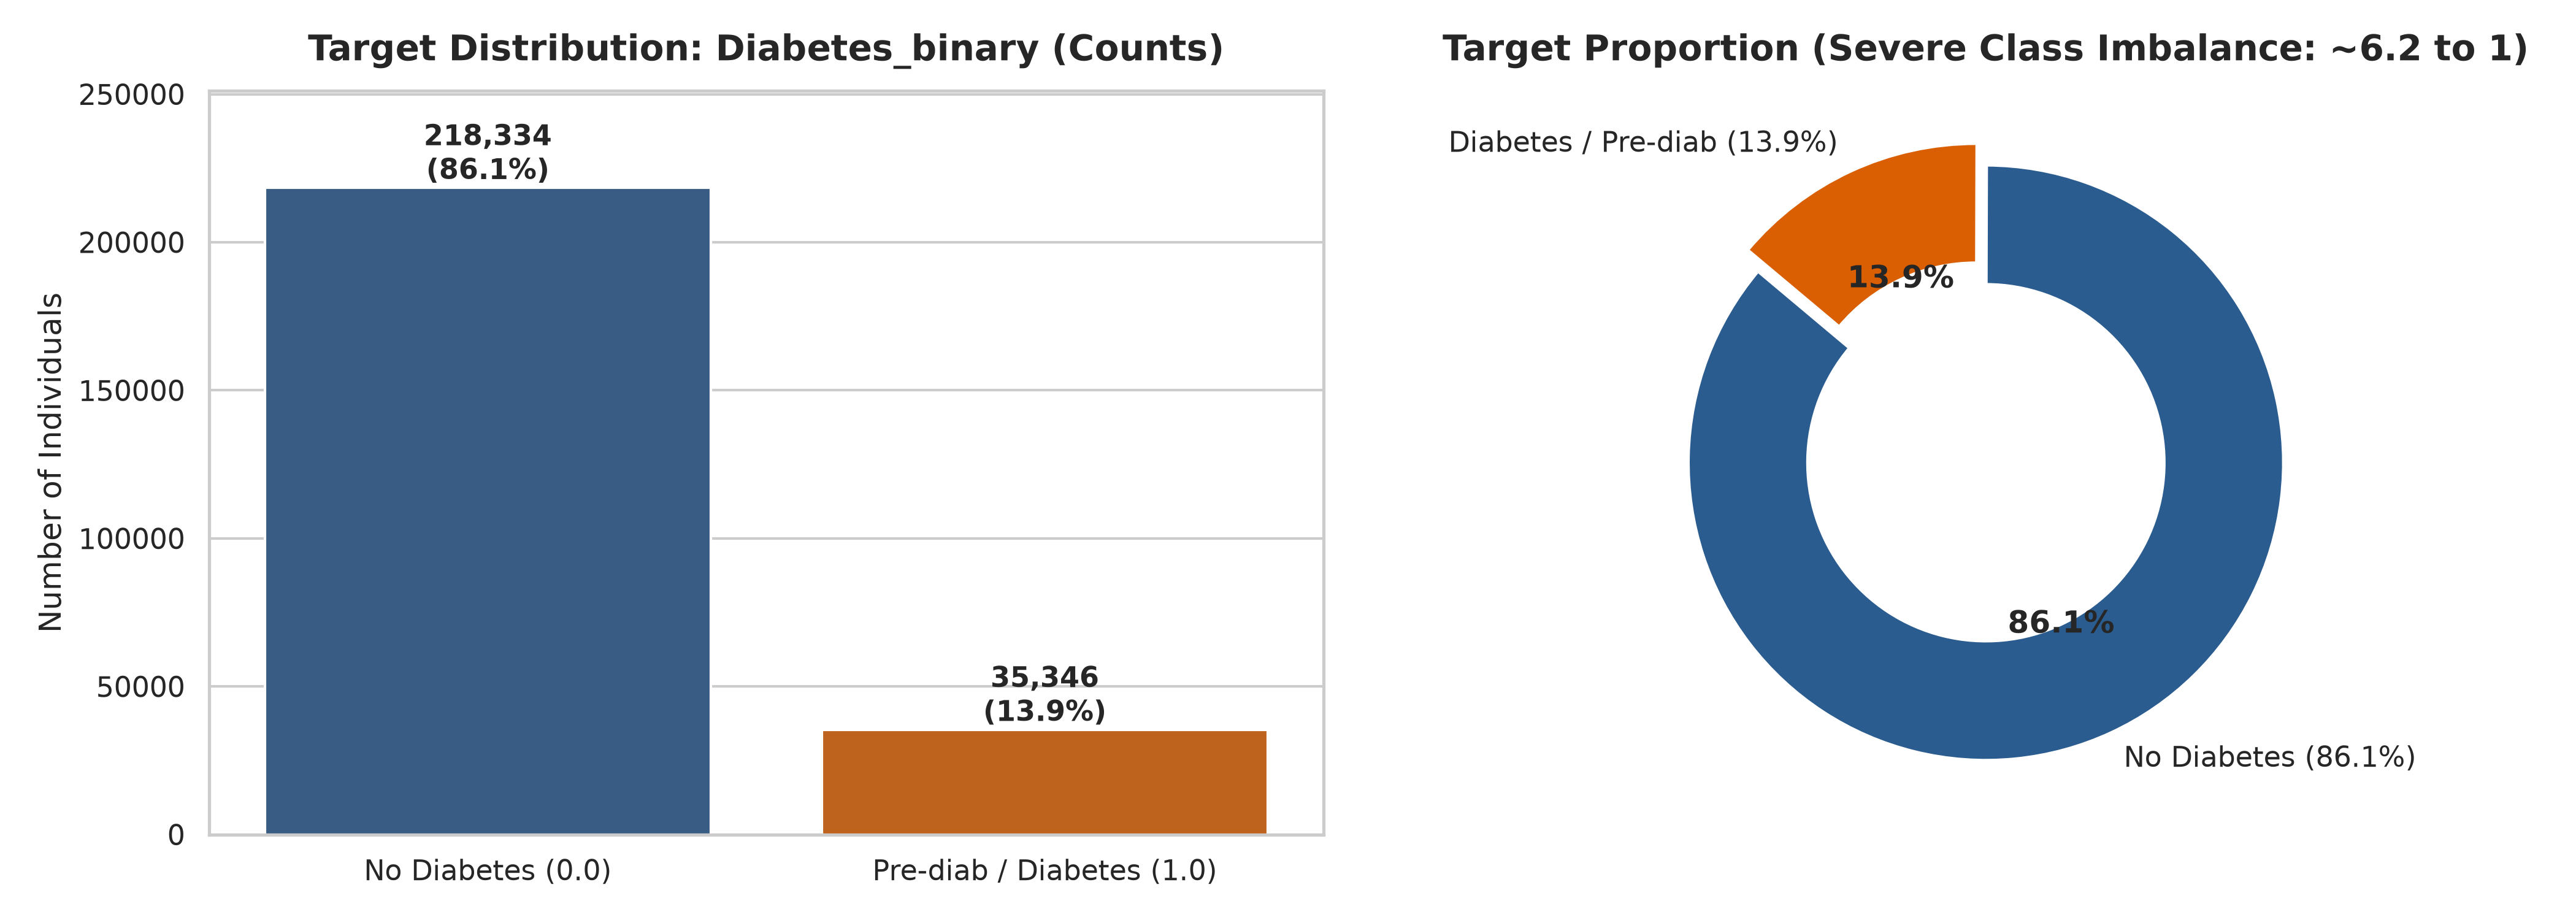 Target Distribution: Diabetes_binary (Counts)
250000
200000
150000
100000
50000
0
Number of Individuals
218,334
(86.1%)
35,346
(13.9%)
No Diabetes (0.0)
Pre-diab / Diabetes (1.0)
Target Proportion (Severe Class Imbalance: ~6.2 to 1)
Diabetes / Pre-diab (13.9%)
13.9%
86.1%
No Diabetes (86.1%)